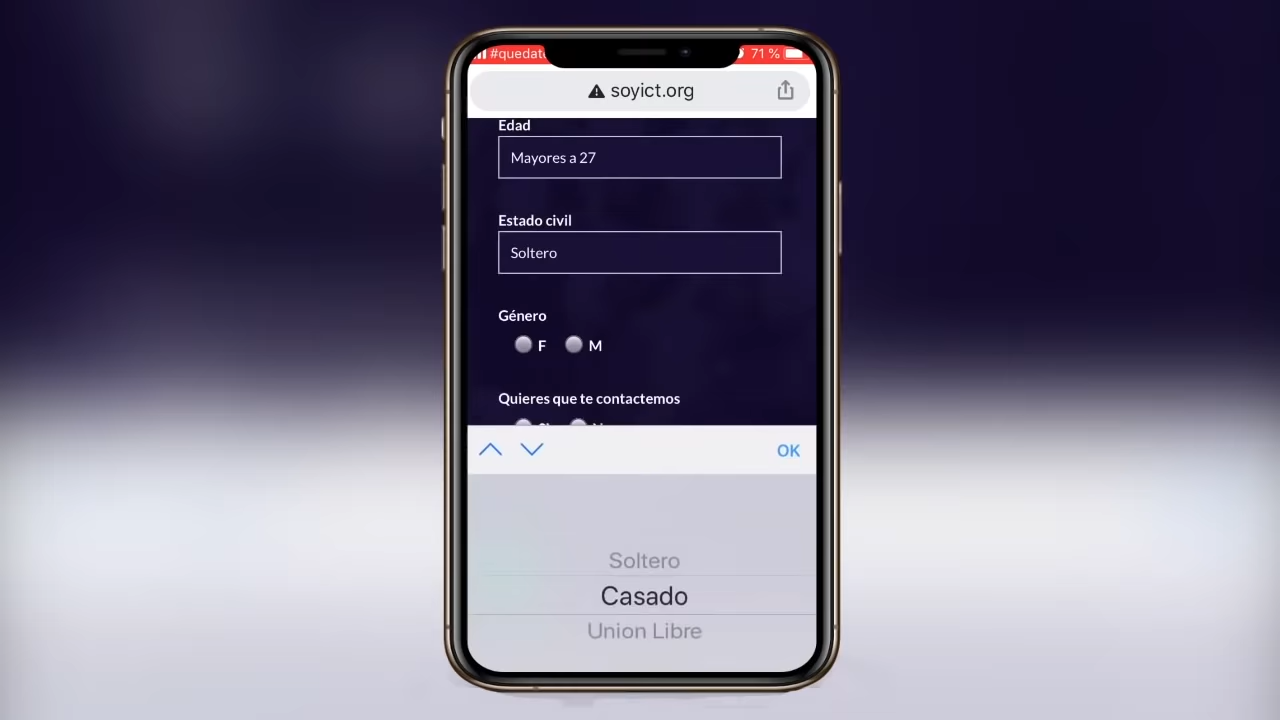 #quedat
71 %
soyict.org
Edad
Mayores a 27
Estado civil
Soltero
Género
F M
Quieres que te contactemos
OK
Soltero
Casado
Union Libre